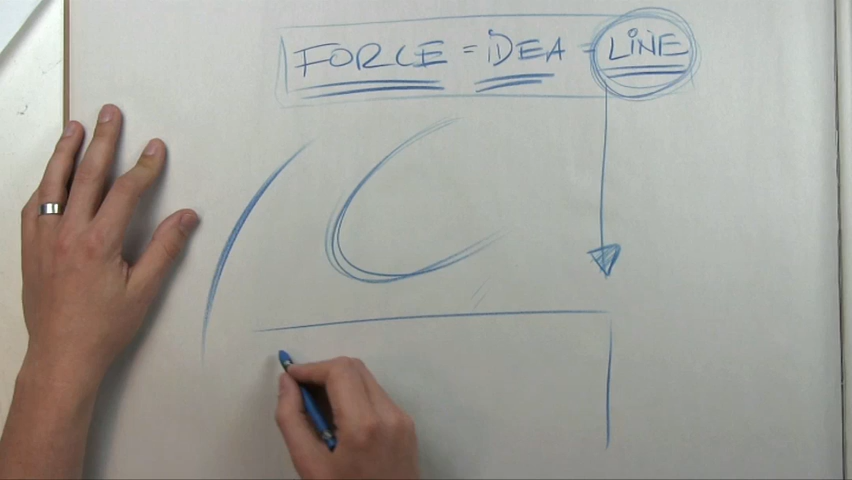 FORCE = iDEA = LiNE